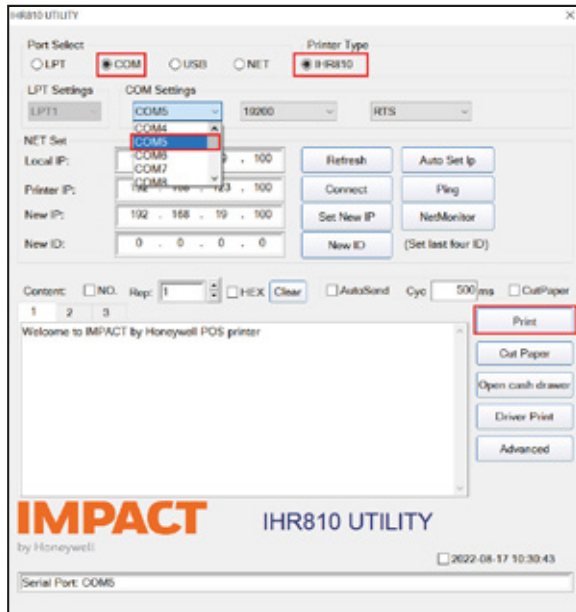 IHR810 UTILITY
Port Select
Printer Type
LPT COM USB NET IHR810
LPT Settings COM Settings
LPT1 COM5 19200 RTS
COM4
COM5
COM6
COM7
COM8
NET Set
Local IP: . 100 Refresh Auto Set Ip
Printer IP: . 100 Connect Ping
New IP: 192 . 168 . 19 . 100 Set New IP NetMonitor
New ID: 0 . 0 . 0 . 0 New ID (Set last four ID)
Content: NO. Rep: 1 HEX Clear AutoSend Cyc 500 ms CutPaper
1 2 3
Print
Welcome to IMPACT by Honeywell POS printer
Cut Paper
Open cash drawer
Driver Print
Advanced
IMPACT
by Honeywell
IHR810 UTILITY
2022-08-17 10:30:43
Serial Port: COM5